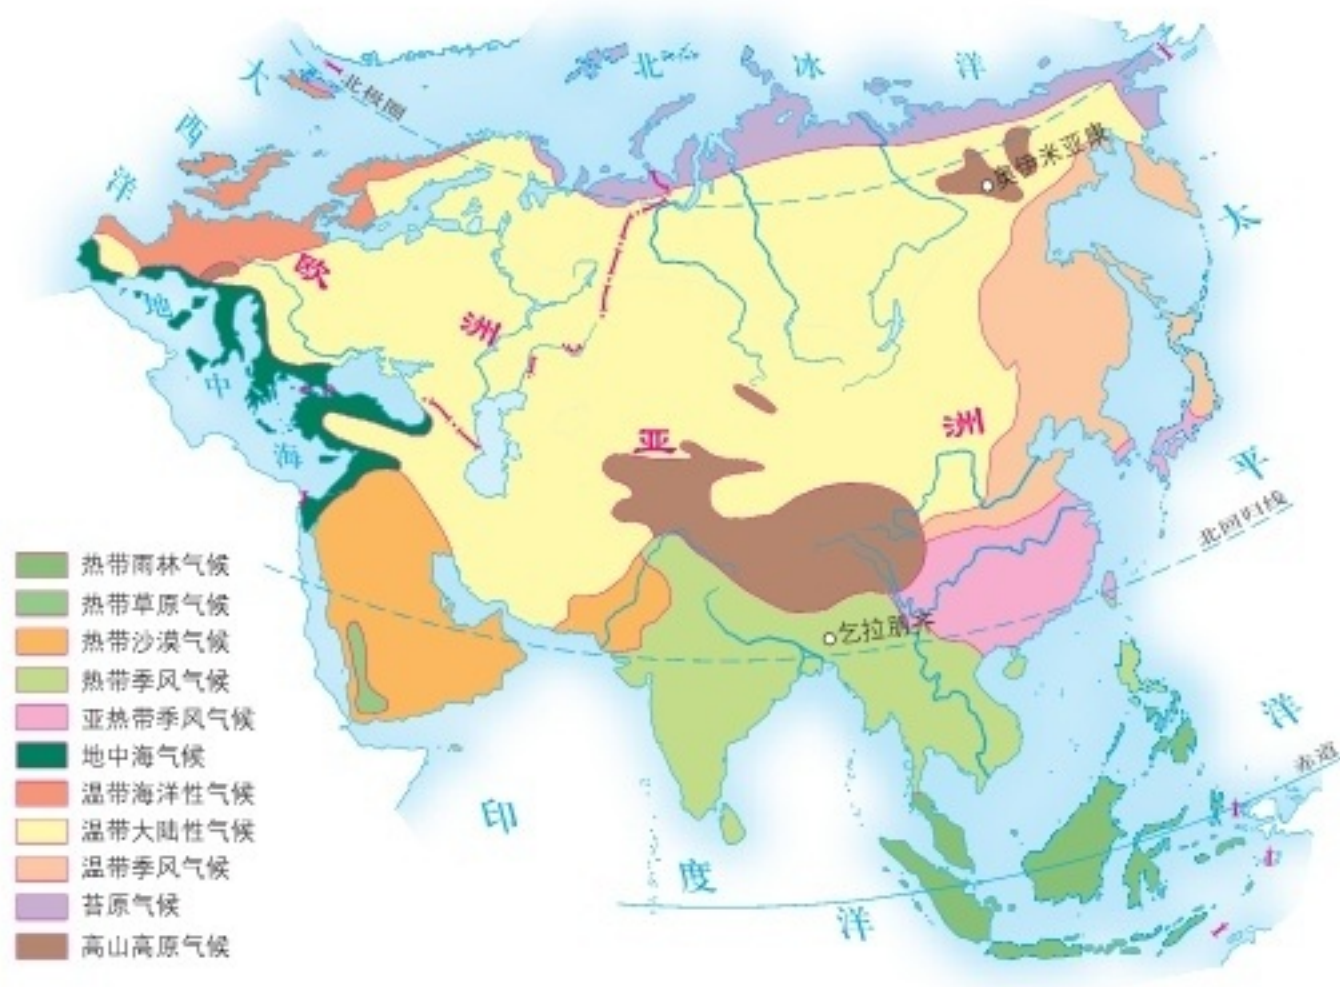 大西洋
北冰洋
北极圈
奥伊米亚康
太平洋
欧洲
地中海
亚洲
北回归线
乞拉朋齐
赤道
印度洋
热带雨林气候
热带草原气候
热带沙漠气候
热带季风气候
亚热带季风气候
地中海气候
温带海洋性气候
温带大陆性气候
温带季风气候
苔原气候
高山高原气候